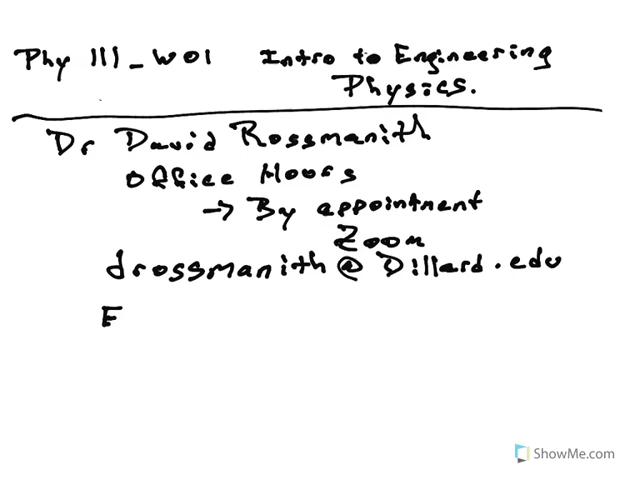 Phy 111_W01 Intro to Engineering
Physics.
Dr David Rossmanith
Office Hours
→ By appointment
Zoom
drossmanith@Dillard.edu
E
ShowMe.com